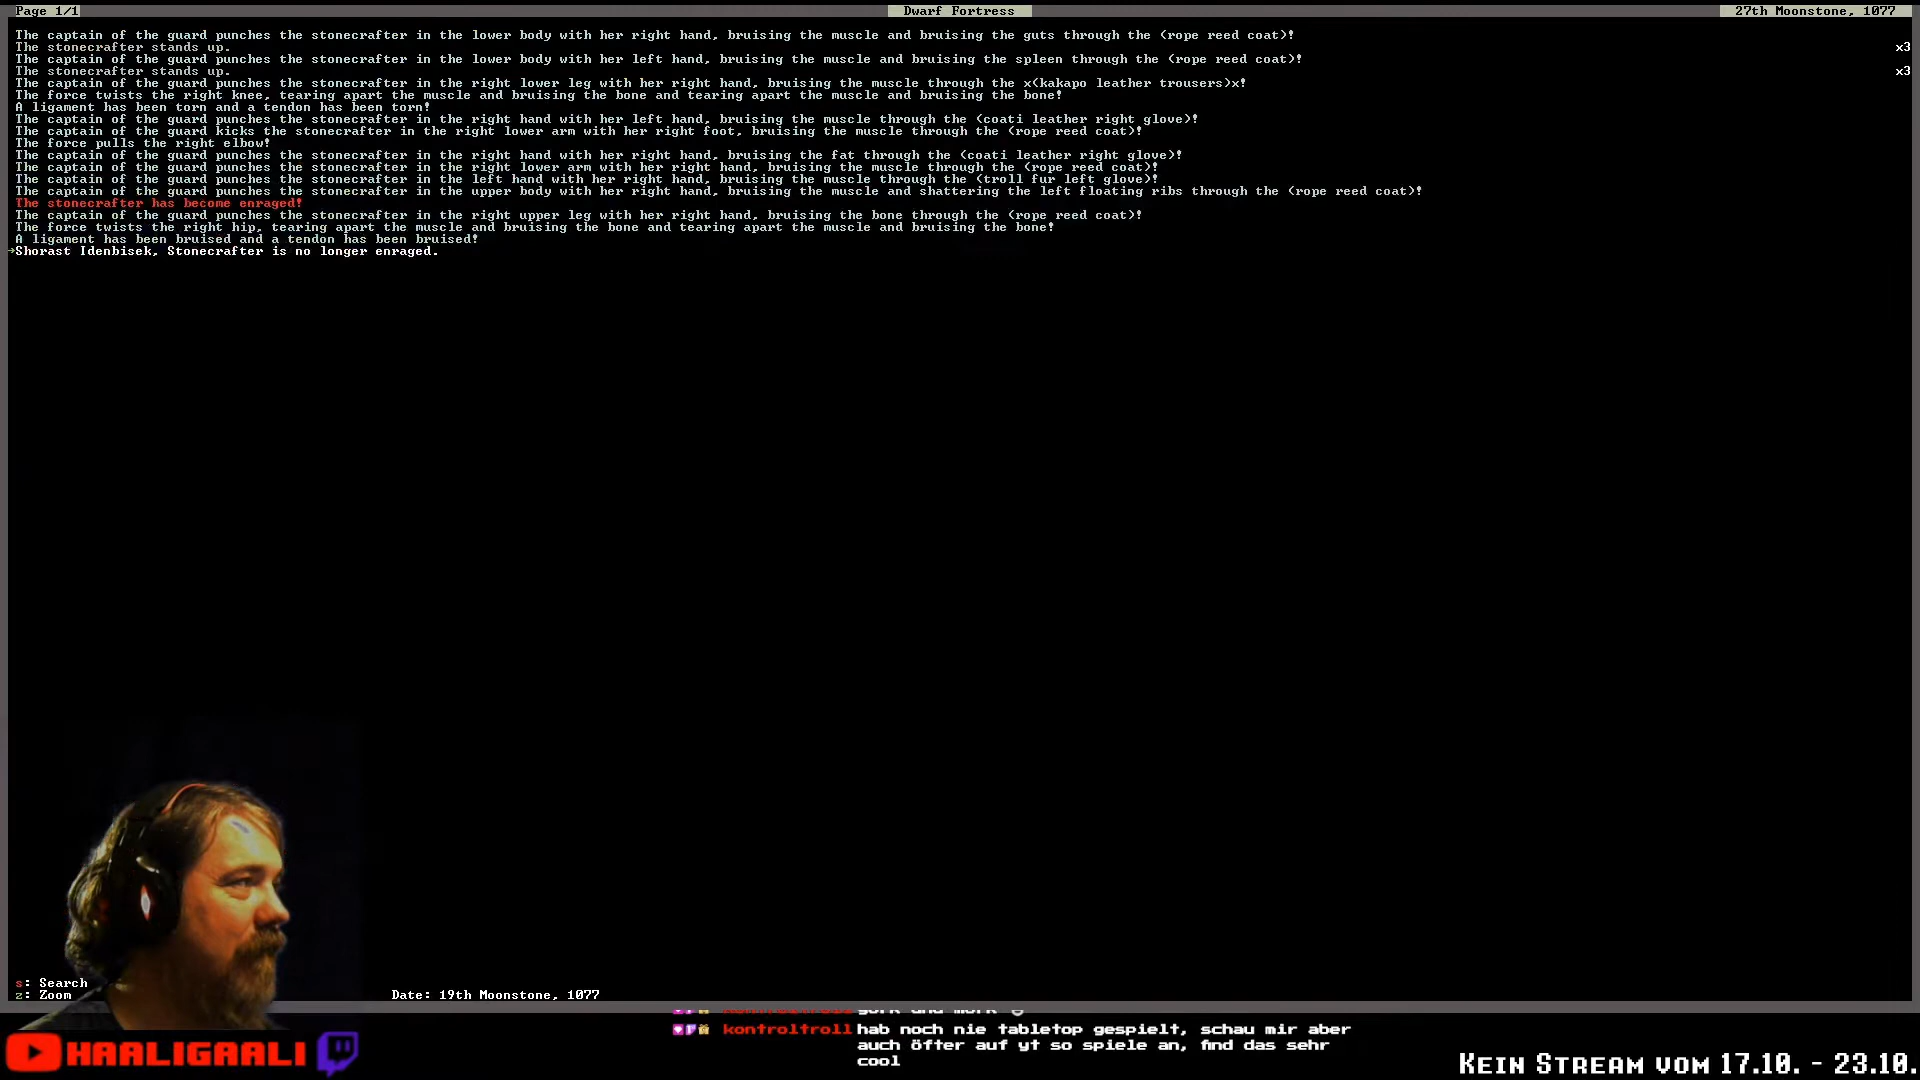 Page 1/1
Dwarf Fortress
27th Moonstone, 1077
The captain of the guard punches the stonecrafter in the lower body with her right hand, bruising the muscle and bruising the guts through the (rope reed coat)!
The stonecrafter stands up. x3
The captain of the guard punches the stonecrafter in the lower body with her left hand, bruising the muscle and bruising the spleen through the (rope reed coat)!
The stonecrafter stands up. x3
The captain of the guard punches the stonecrafter in the right lower leg with her right hand, bruising the muscle through the x(kakapo leather trousers)x!
The force twists the right knee, tearing apart the muscle and bruising the bone and tearing apart the muscle and bruising the bone!
A ligament has been torn and a tendon has been torn!
The captain of the guard punches the stonecrafter in the right hand with her left hand, bruising the muscle through the (coati leather right glove)!
The captain of the guard kicks the stonecrafter in the right lower arm with her right foot, bruising the muscle through the (rope reed coat)!
The force pulls the right elbow!
The captain of the guard punches the stonecrafter in the right hand with her right hand, bruising the fat through the (coati leather right glove)!
The captain of the guard punches the stonecrafter in the right lower arm with her right hand, bruising the muscle through the (rope reed coat)!
The captain of the guard punches the stonecrafter in the left hand with her right hand, bruising the muscle through the (troll fur left glove)!
The captain of the guard punches the stonecrafter in the upper body with her right hand, bruising the muscle and shattering the left floating ribs through the (rope reed coat)!
The stonecrafter has become enraged!
The captain of the guard punches the stonecrafter in the right upper leg with her right hand, bruising the bone through the (rope reed coat)!
The force twists the right hip, tearing apart the muscle and bruising the bone and tearing apart the muscle and bruising the bone!
A ligament has been bruised and a tendon has been bruised!
→Shorast Idenbisek, Stonecrafter is no longer enraged.
s: Search
z: Zoom
Date: 19th Moonstone, 1077
kontroltroll hab noch nie tabletop gespielt, schau mir aber
auch öfter auf yt so spiele an, find das sehr
cool
HAALIGAALI
Kein Stream vom 17.10. - 23.10.